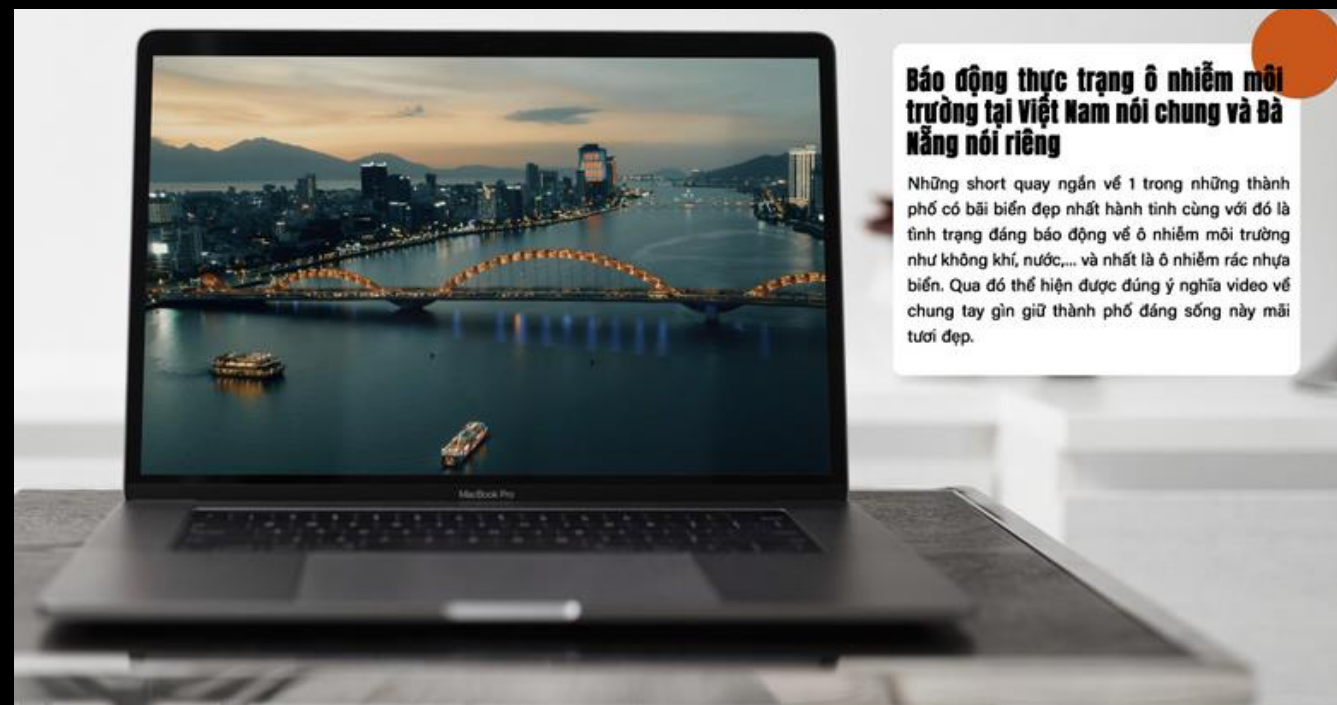 Báo động thực trạng ô nhiễm môi
trường tại Việt Nam nói chung và Đà
Nẵng nói riêng
Những short quay ngắn về 1 trong những thành
phố có bãi biển đẹp nhất hành tinh cùng với đó là
tình trạng đáng báo động về ô nhiễm môi trường
như không khí, nước,... và nhất là ô nhiễm rác nhựa
biển. Qua đó thể hiện được đúng ý nghĩa video về
chung tay gìn giữ thành phố đáng sống này mãi
tươi đẹp.
MacBook Pro